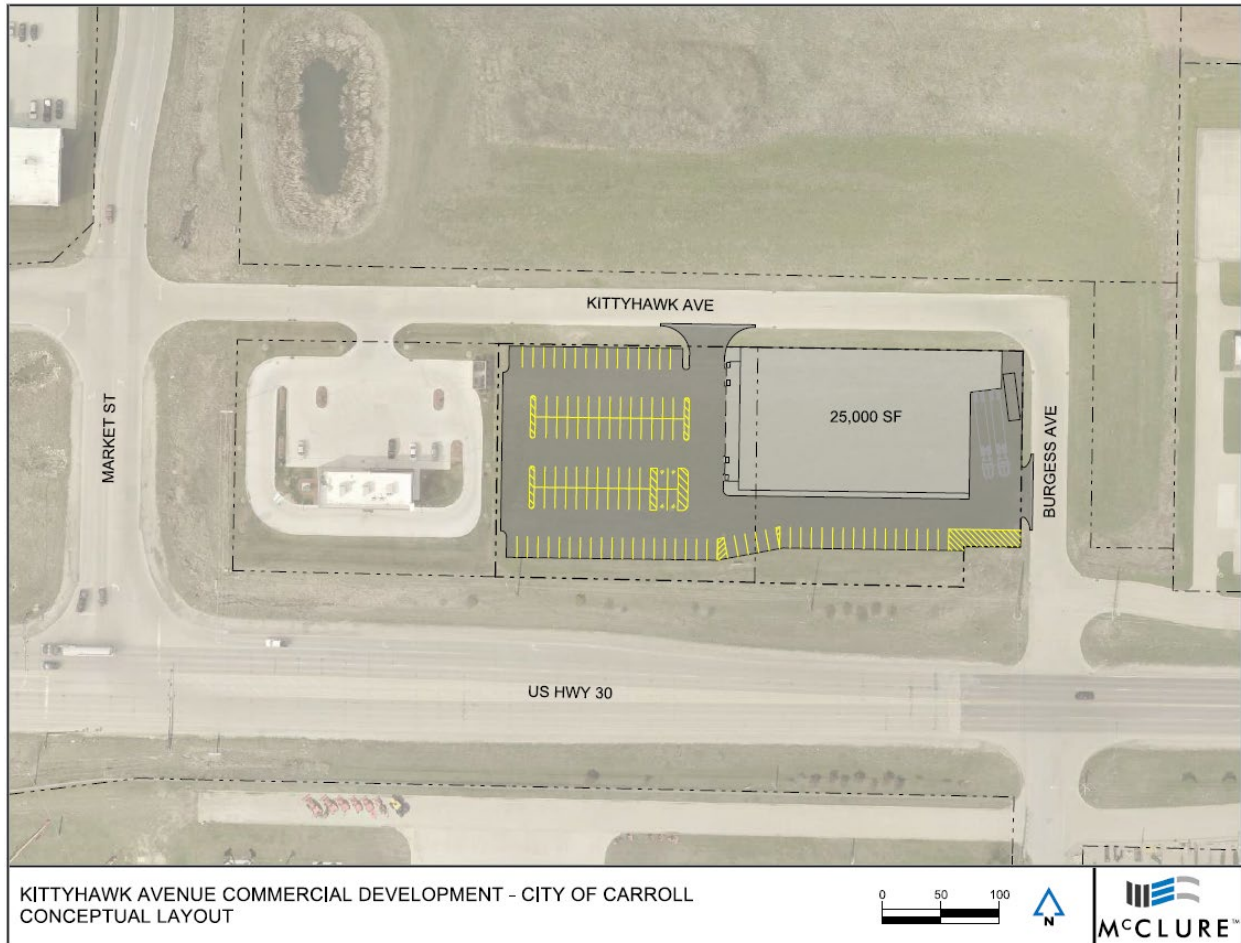 KITTYHAWK AVE
25,000 SF
MARKET ST
BURGESS AVE
US HWY 30
KITTYHAWK AVENUE COMMERCIAL DEVELOPMENT - CITY OF CARROLL
CONCEPTUAL LAYOUT
0 50 100
N
McCLURE™